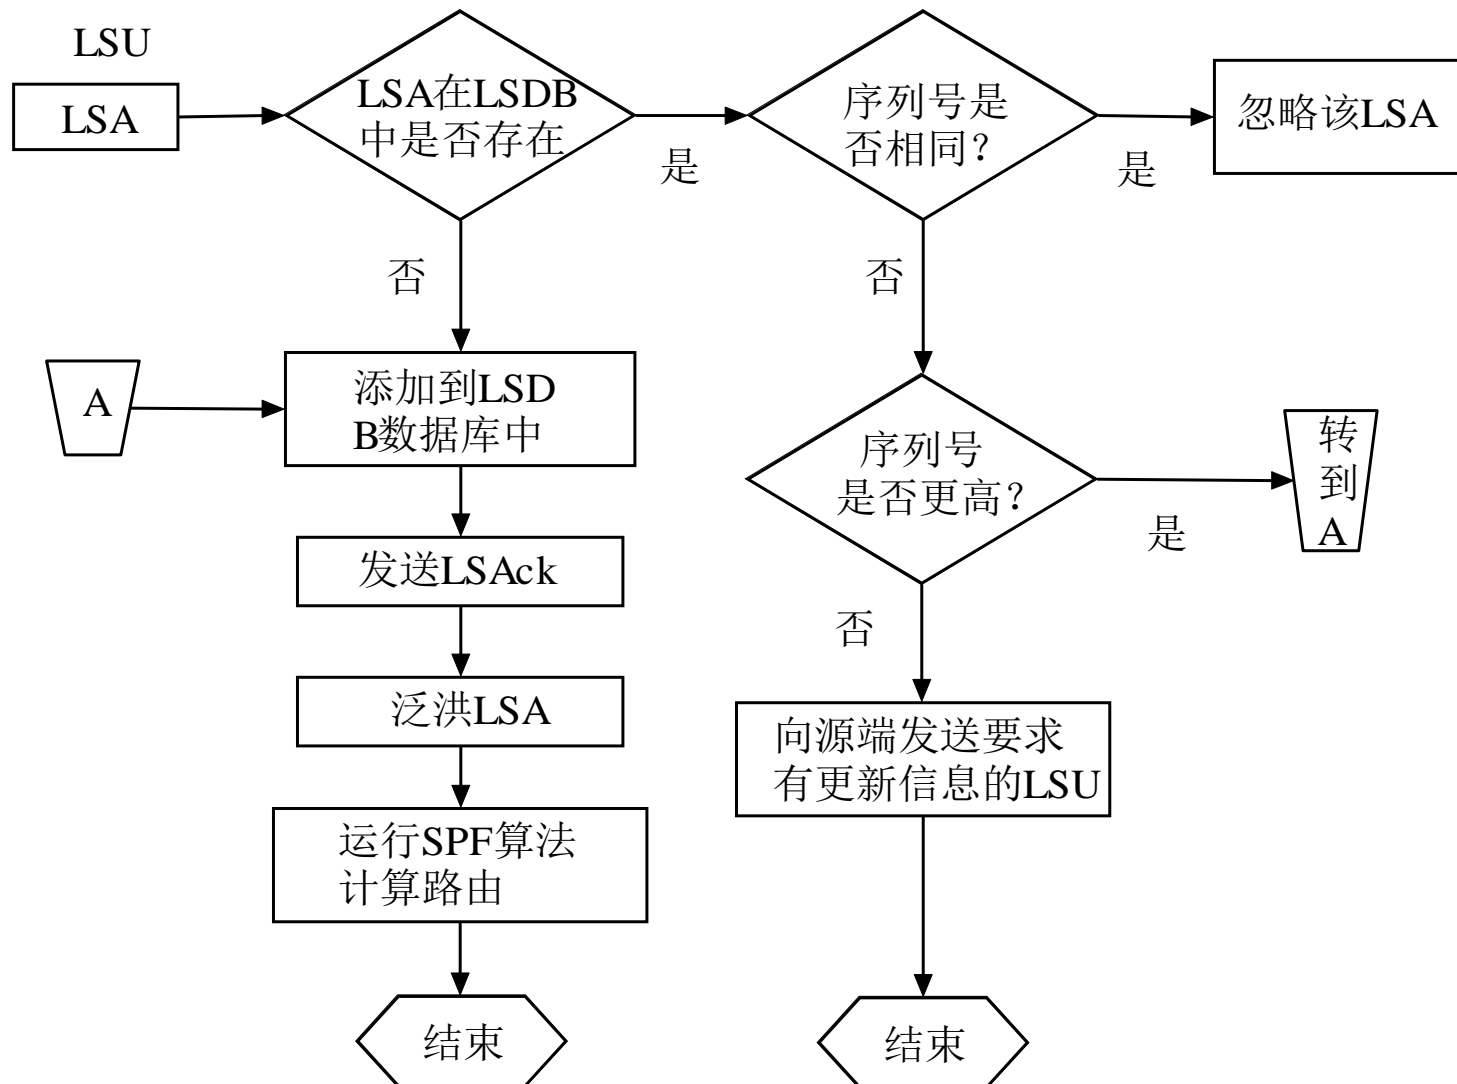 LSU
LSA
LSA在LSDB
中是否存在
是
序列号是
否相同？
是
忽略该LSA
否
否
A
添加到LSD
B数据库中
序列号
是否更高？
是
转
到
A
发送LSAck
否
泛洪LSA
向源端发送要求
有更新信息的LSU
运行SPF算法
计算路由
结束
结束